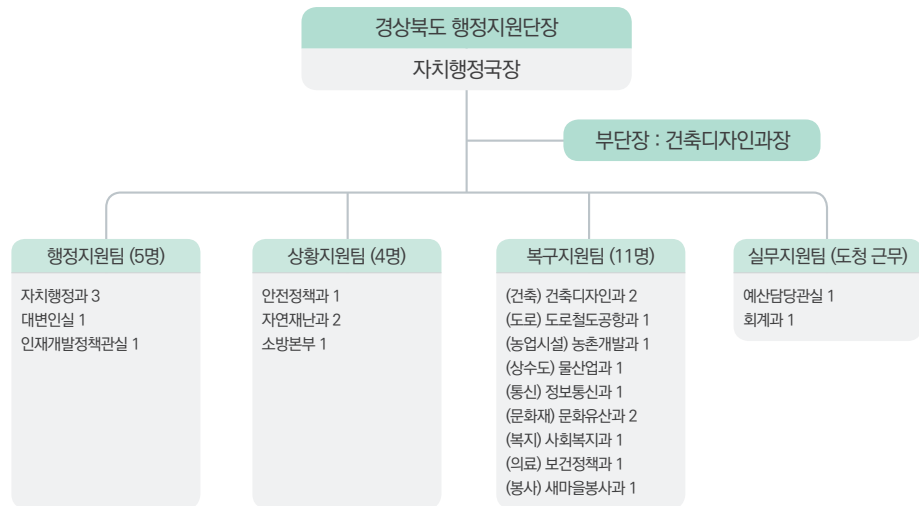 경상북도 행정지원단장
자치행정국장
부단장 : 건축디자인과장
행정지원팀 (5명)
자치행정과 3
대변인실 1
인재개발정책관실 1
상황지원팀 (4명)
안전정책과 1
자연재난과 2
소방본부 1
복구지원팀 (11명)
(건축) 건축디자인과 2
(도로) 도로철도공항과 1
(농업시설) 농촌개발과 1
(상수도) 물산업과 1
(통신) 정보통신과 1
(문화재) 문화유산과 2
(복지) 사회복지과 1
(의료) 보건정책과 1
(봉사) 새마을봉사과 1
실무지원팀 (도청 근무)
예산담당관실 1
회계과 1